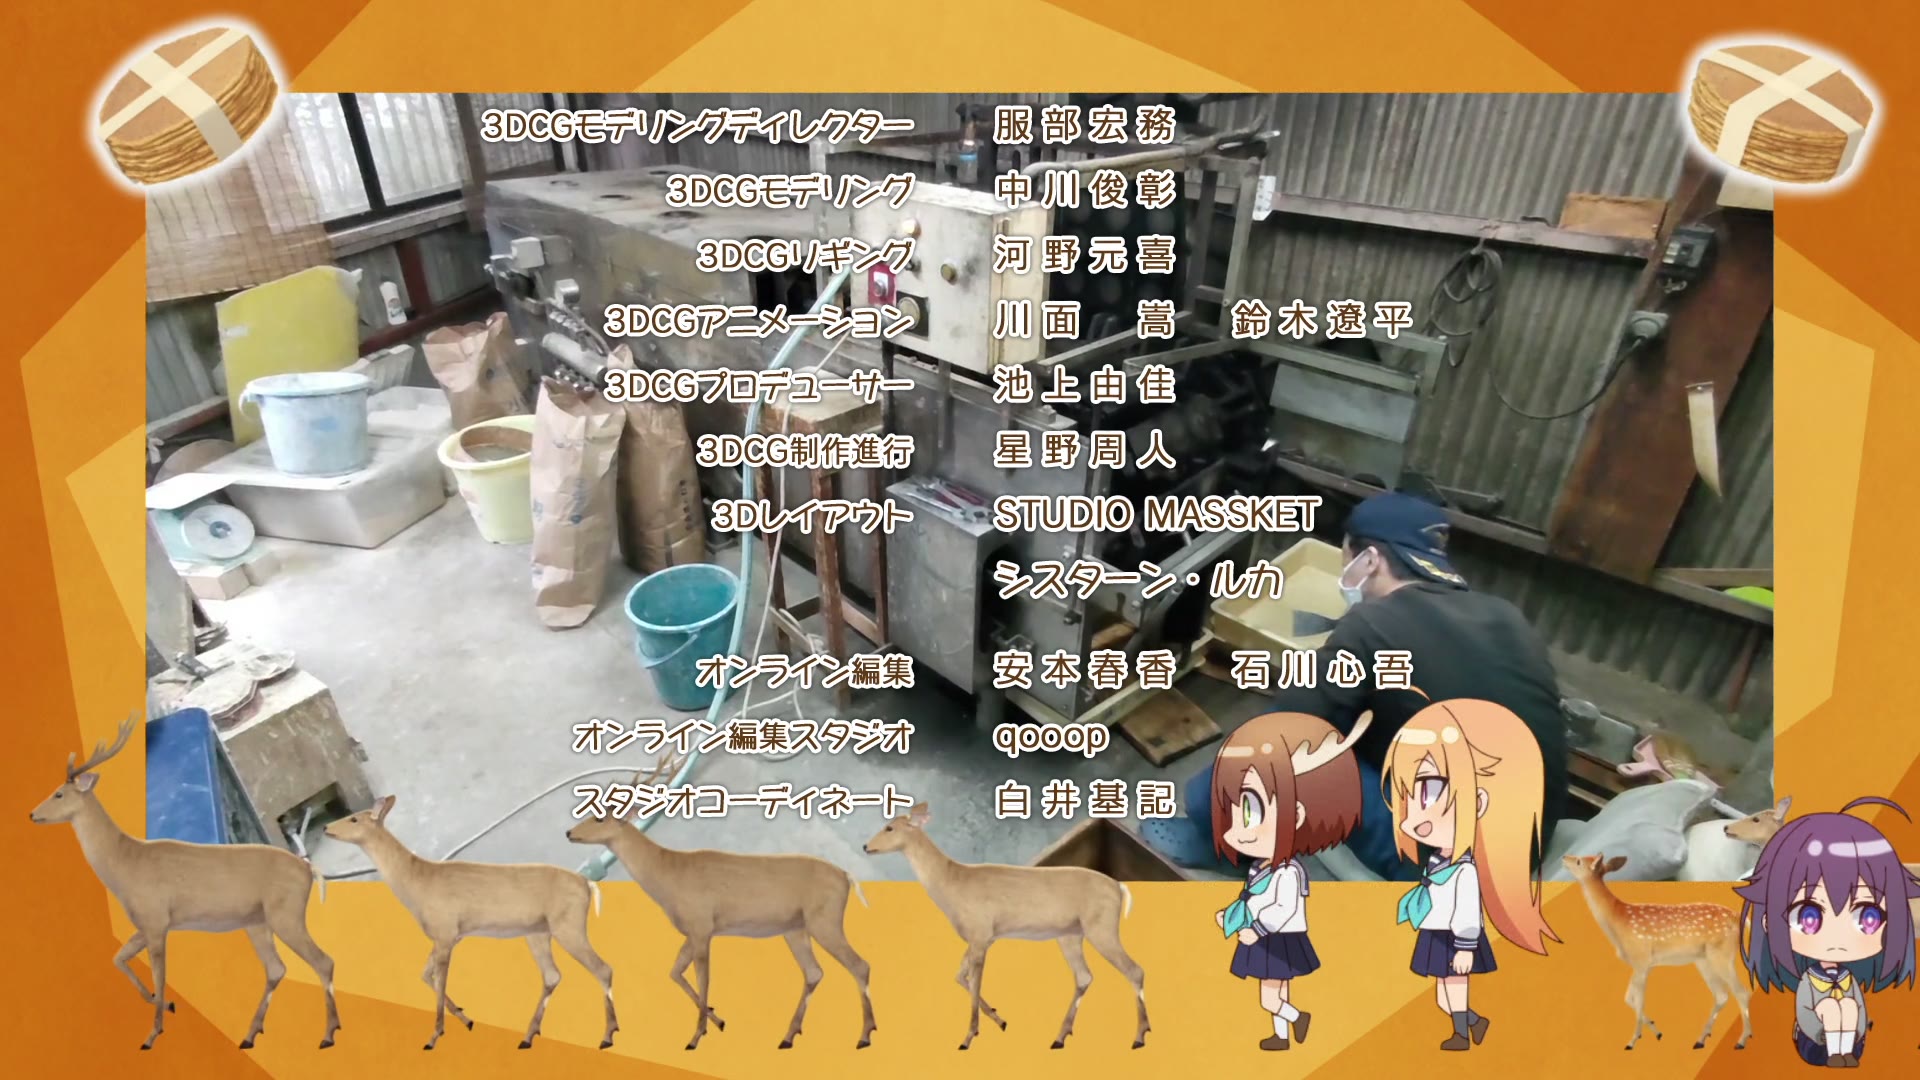 3DCGモデリングディレクター 服部宏務
3DCGモデリング 中川俊彰
3DCGリギング 河野元喜
3DCGアニメーション 川面 嵩 鈴木遼平
3DCGプロデューサー 池上由佳
3DCG制作進行 星野周人
3Dレイアウト STUDIO MASSKET
シスターン・ルカ
オンライン編集 安本春香 石川心吾
オンライン編集スタジオ qooop
スタジオコーディネート 白井基記